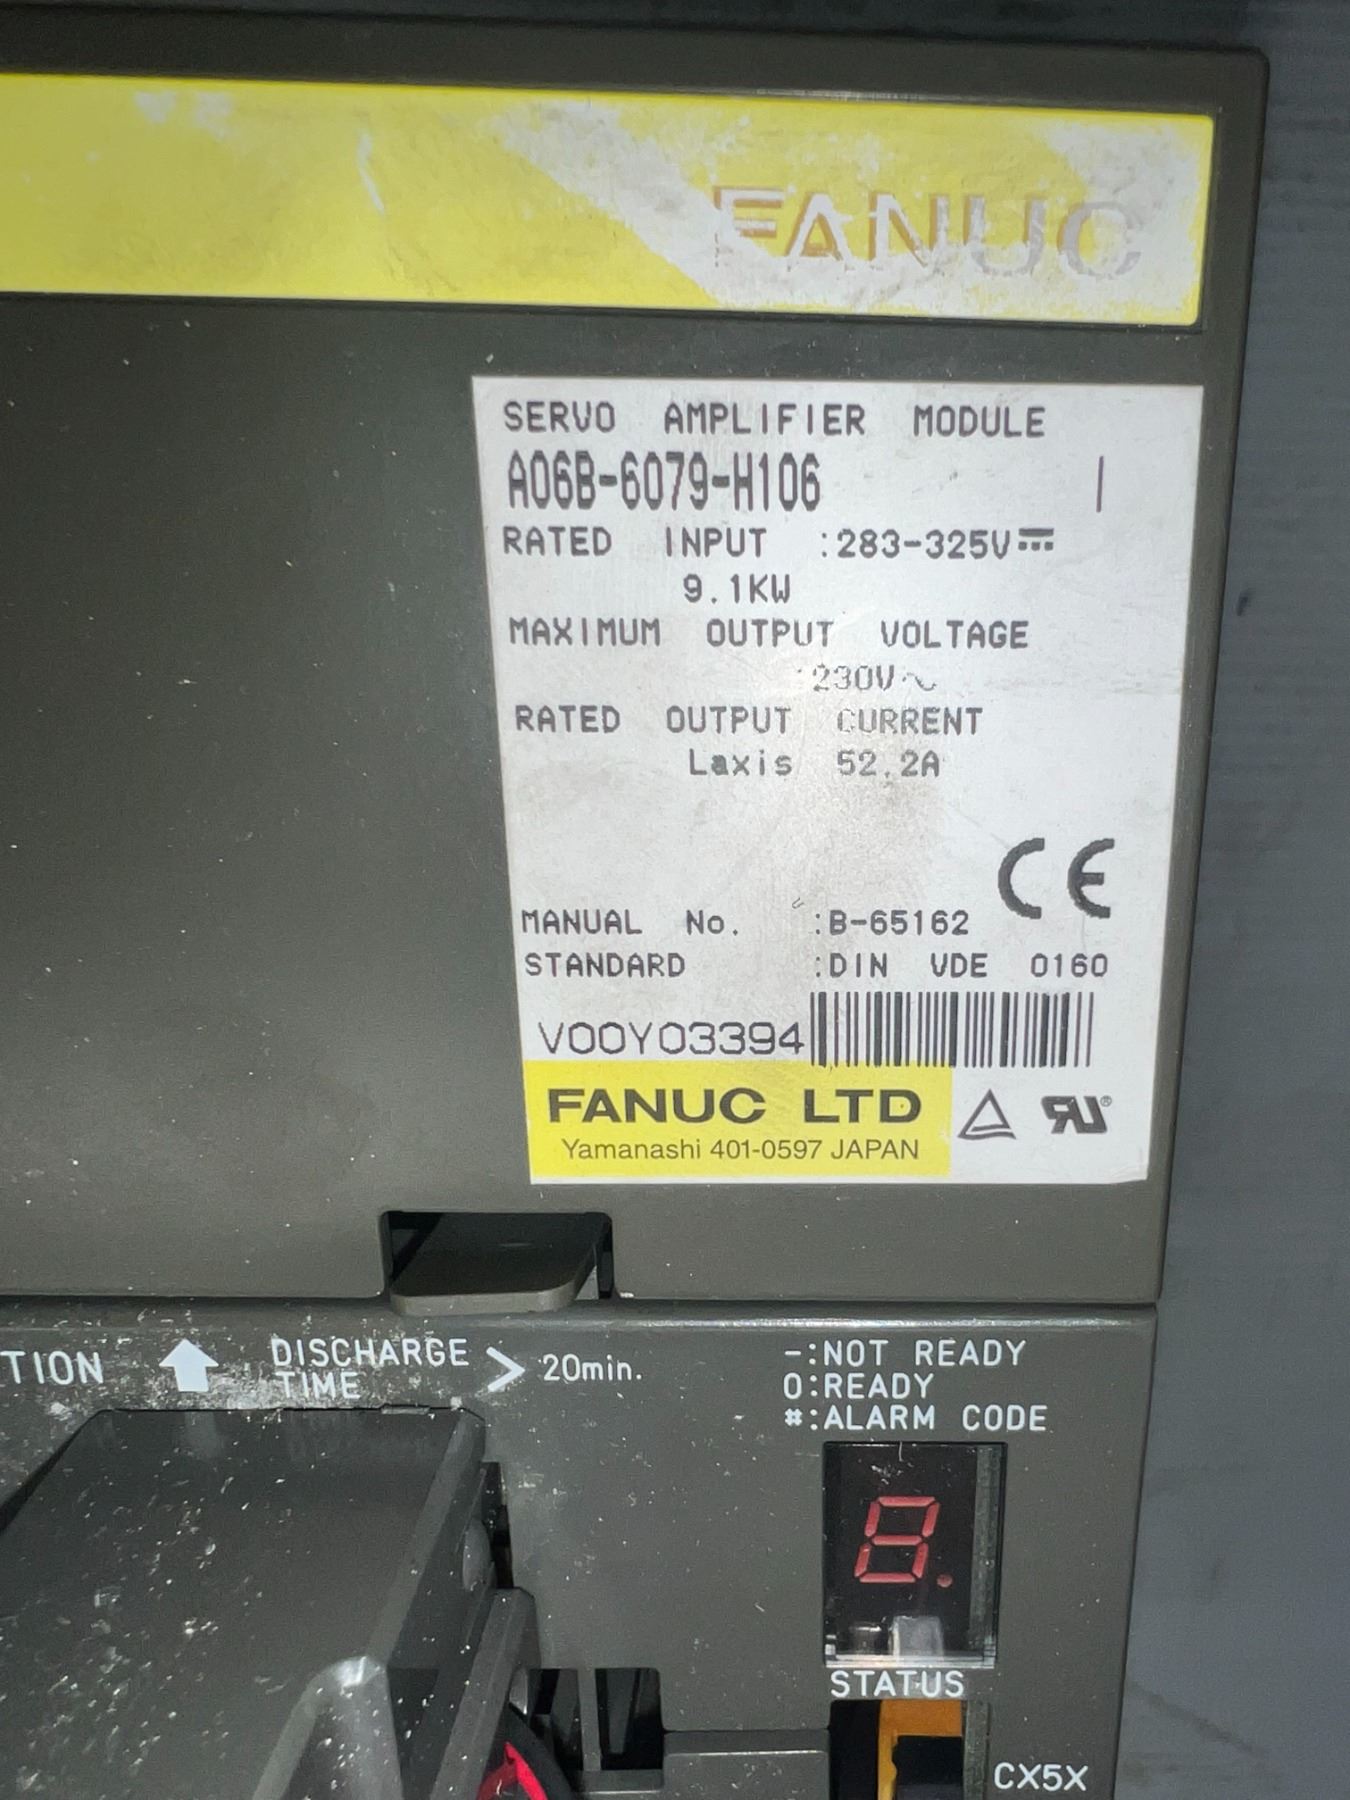 FANUC
SERVO AMPLIFIER MODULE
A06B-6079-H106
RATED INPUT :283-325V⎓
9.1KW
MAXIMUM OUTPUT VOLTAGE
:230V~
RATED OUTPUT CURRENT
Laxis 52.2A
CE
MANUAL No. :B-65162
STANDARD :DIN VDE 0160
V00Y03394
FANUC LTD
Yamanashi 401-0597 JAPAN
TION DISCHARGE TIME > 20min.
-:NOT READY
0:READY
#:ALARM CODE
8.
STATUS
CX5X